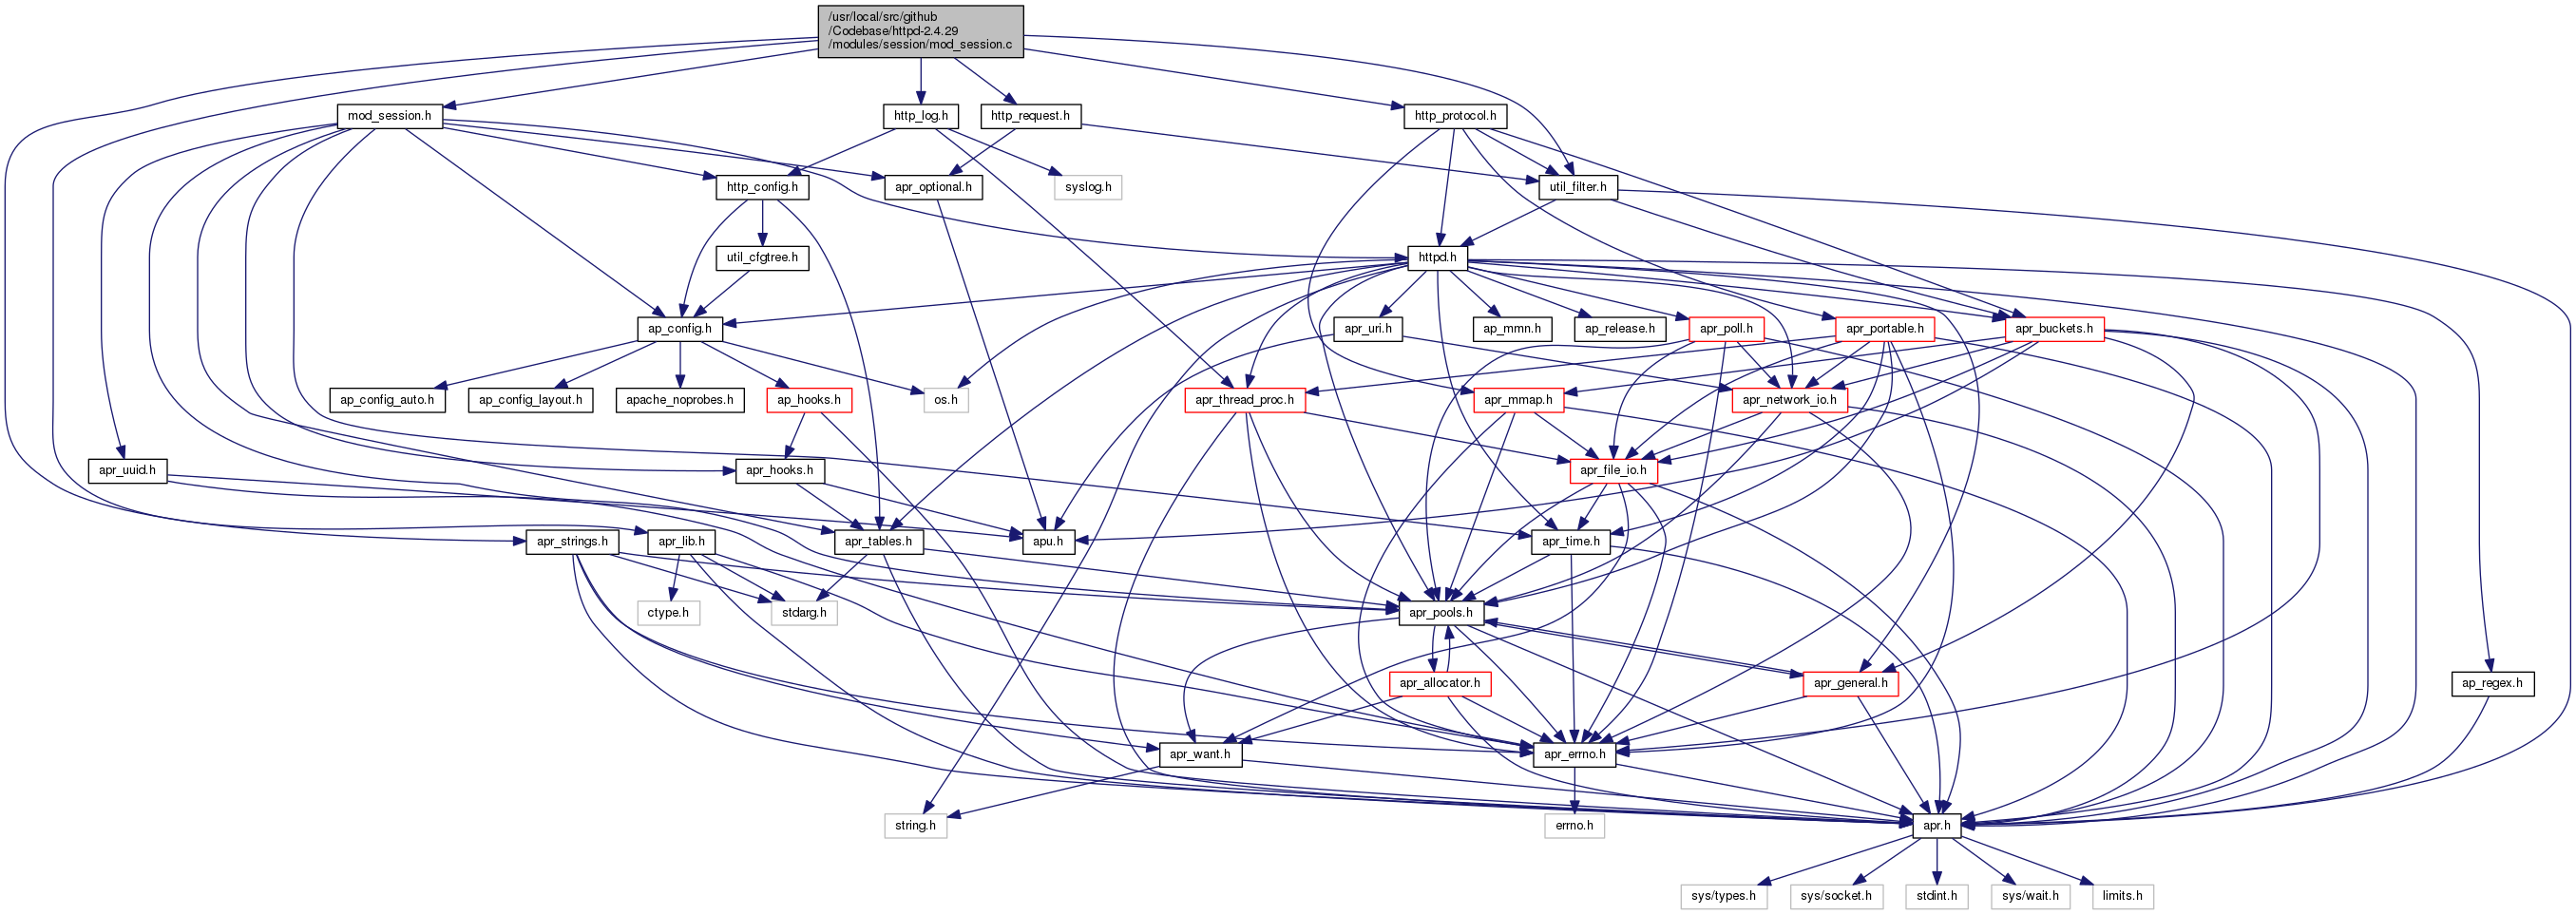 /usr/local/src/github
/Codebase/httpd-2.4.29
/modules/session/mod_session.c
mod_session.h
http_log.h
http_request.h
http_protocol.h
http_config.h
apr_optional.h
syslog.h
util_filter.h
util_cfgtree.h
httpd.h
ap_config.h
apr_uri.h
ap_mmn.h
ap_release.h
apr_poll.h
apr_portable.h
apr_buckets.h
ap_config_auto.h
ap_config_layout.h
apache_noprobes.h
ap_hooks.h
os.h
apr_thread_proc.h
apr_mmap.h
apr_network_io.h
apr_uuid.h
apr_hooks.h
apr_file_io.h
apr_strings.h
apr_lib.h
apr_tables.h
apu.h
apr_time.h
ctype.h
stdarg.h
apr_pools.h
apr_allocator.h
apr_general.h
ap_regex.h
apr_want.h
apr_errno.h
string.h
errno.h
apr.h
sys/types.h
sys/socket.h
stdint.h
sys/wait.h
limits.h